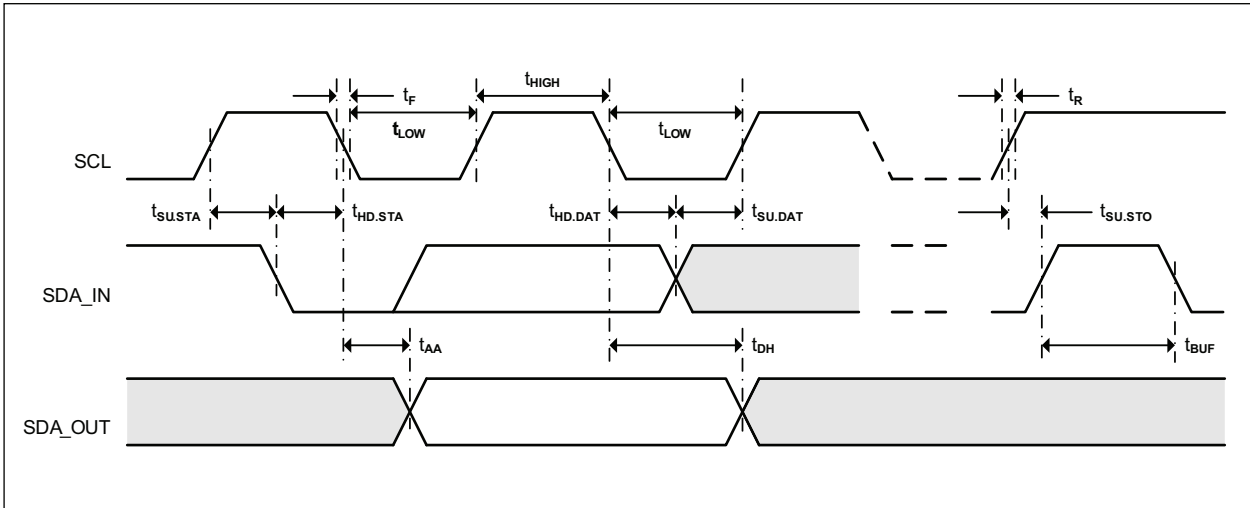 tHIGH
tF
tR
tLOW
tLOW
SCL
tSU.STA
tHD.STA
tHD.DAT
tSU.DAT
tSU.STO
SDA_IN
tAA
tDH
tBUF
SDA_OUT